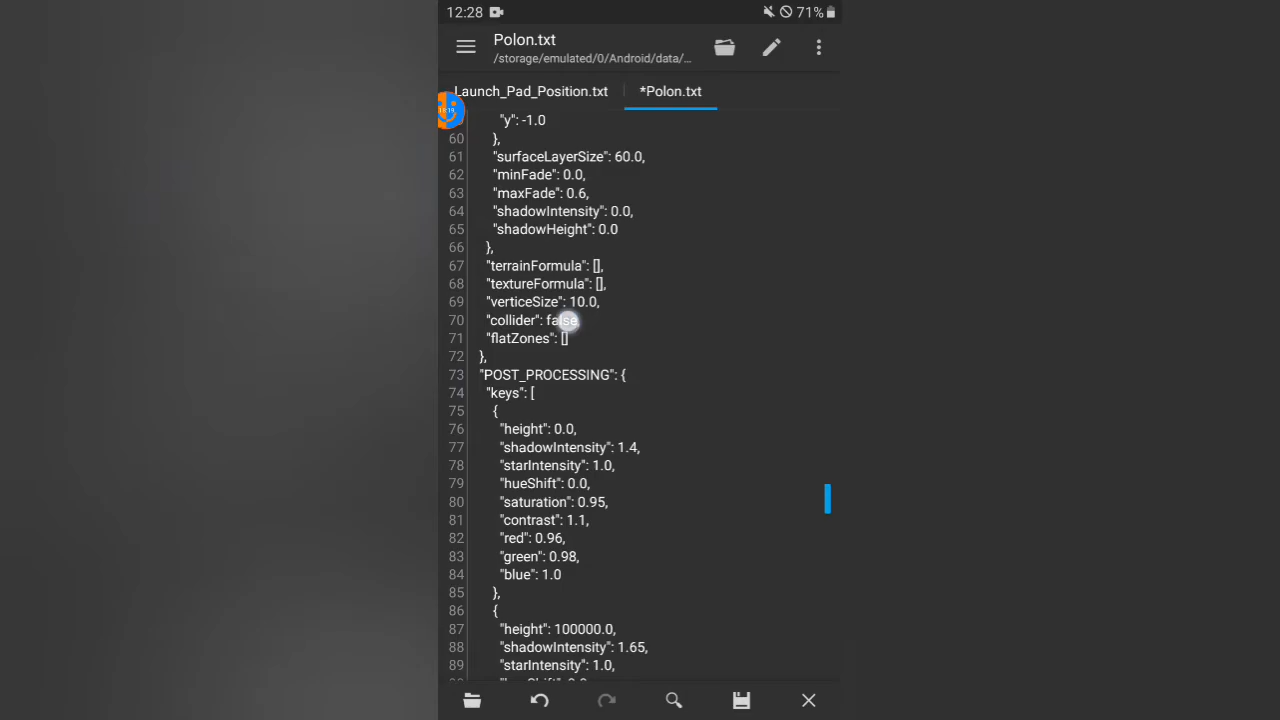 12:28
71%
Polon.txt
/storage/emulated/0/Android/data/...
Launch_Pad_Position.txt
*Polon.txt
"y": -1.0
60 },
61 "surfaceLayerSize": 60.0,
62 "minFade": 0.0,
63 "maxFade": 0.6,
64 "shadowIntensity": 0.0,
65 "shadowHeight": 0.0
66 },
67 "terrainFormula": [],
68 "textureFormula": [],
69 "verticeSize": 10.0,
70 "collider": false
71 "flatZones": []
72 },
73 "POST_PROCESSING": {
74 "keys": [
75 {
76 "height": 0.0,
77 "shadowIntensity": 1.4,
78 "starIntensity": 1.0,
79 "hueShift": 0.0,
80 "saturation": 0.95,
81 "contrast": 1.1,
82 "red": 0.96,
83 "green": 0.98,
84 "blue": 1.0
85 },
86 {
87 "height": 100000.0,
88 "shadowIntensity": 1.65,
89 "starIntensity": 1.0,